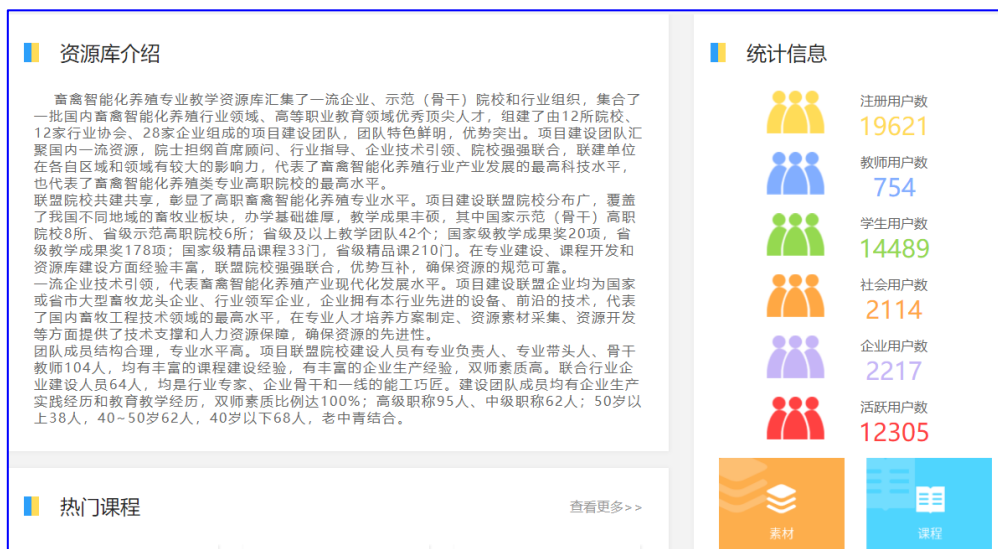 资源库介绍
畜禽智能化养殖专业教学资源库汇集了一流企业、示范（骨干）院校和行业组织，集合了
一批国内畜禽智能化养殖行业领域、高等职业教育领域优秀顶尖人才，组建了由12所院校、
12家行业协会、28家企业组成的项目建设团队，团队特色鲜明，优势突出。项目建设团队汇
聚国内一流资源，院士担纲首席顾问、行业指导、企业技术引领、院校强强联合，联建单位
在各自区域和领域有较大的影响力，代表了畜禽智能化养殖行业产业发展的最高科技水平，
也代表了畜禽智能化养殖类专业高职院校的最高水平。
联盟院校共建共享，彰显了高职畜禽智能化养殖专业水平。项目建设联盟院校分布广，覆盖
了我国不同地域的畜牧业板块，办学基础雄厚，教学成果丰硕，其中国家示范（骨干）高职
院校8所、省级示范高职院校6所；省级及以上教学团队42个；国家级教学成果奖20项，省
级教学成果奖178项；国家级精品课程33门，省级精品课210门。在专业建设、课程开发和
资源库建设方面经验丰富，联盟院校强强联合，优势互补，确保资源的规范可靠。
一流企业技术引领，代表畜禽智能化养殖产业现代化发展水平。项目建设联盟企业均为国家
或省市大型畜牧龙头企业、行业领军企业，企业拥有本行业先进的设备、前沿的技术，代表
了国内畜牧工程技术领域的最高水平，在专业人才培养方案制定、资源素材采集、资源开发
等方面提供了技术支撑和人力资源保障，确保资源的先进性。
团队成员结构合理，专业水平高。项目联盟院校建设人员有专业负责人、专业带头人、骨干
教师104人，均有丰富的课程建设经验，有丰富的企业生产经验，双师素质高。联合行业企
业建设人员64人，均是行业专家、企业骨干和一线的能工巧匠。建设团队成员均有企业生产
实践经历和教育教学经历，双师素质比例达100%；高级职称95人、中级职称62人；50岁以
上38人，40~50岁62人，40岁以下68人，老中青结合。
热门课程
查看更多>>
统计信息
注册用户数
19621
教师用户数
754
学生用户数
14489
社会用户数
2114
企业用户数
2217
活跃用户数
12305
素材
课程